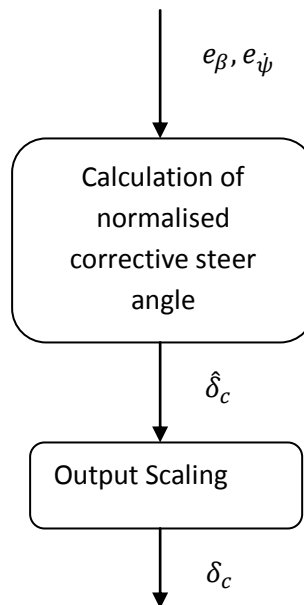 e_β, e_ψ̇
Calculation of
normalised
corrective steer
angle
δ̂_c
Output Scaling
δ_c